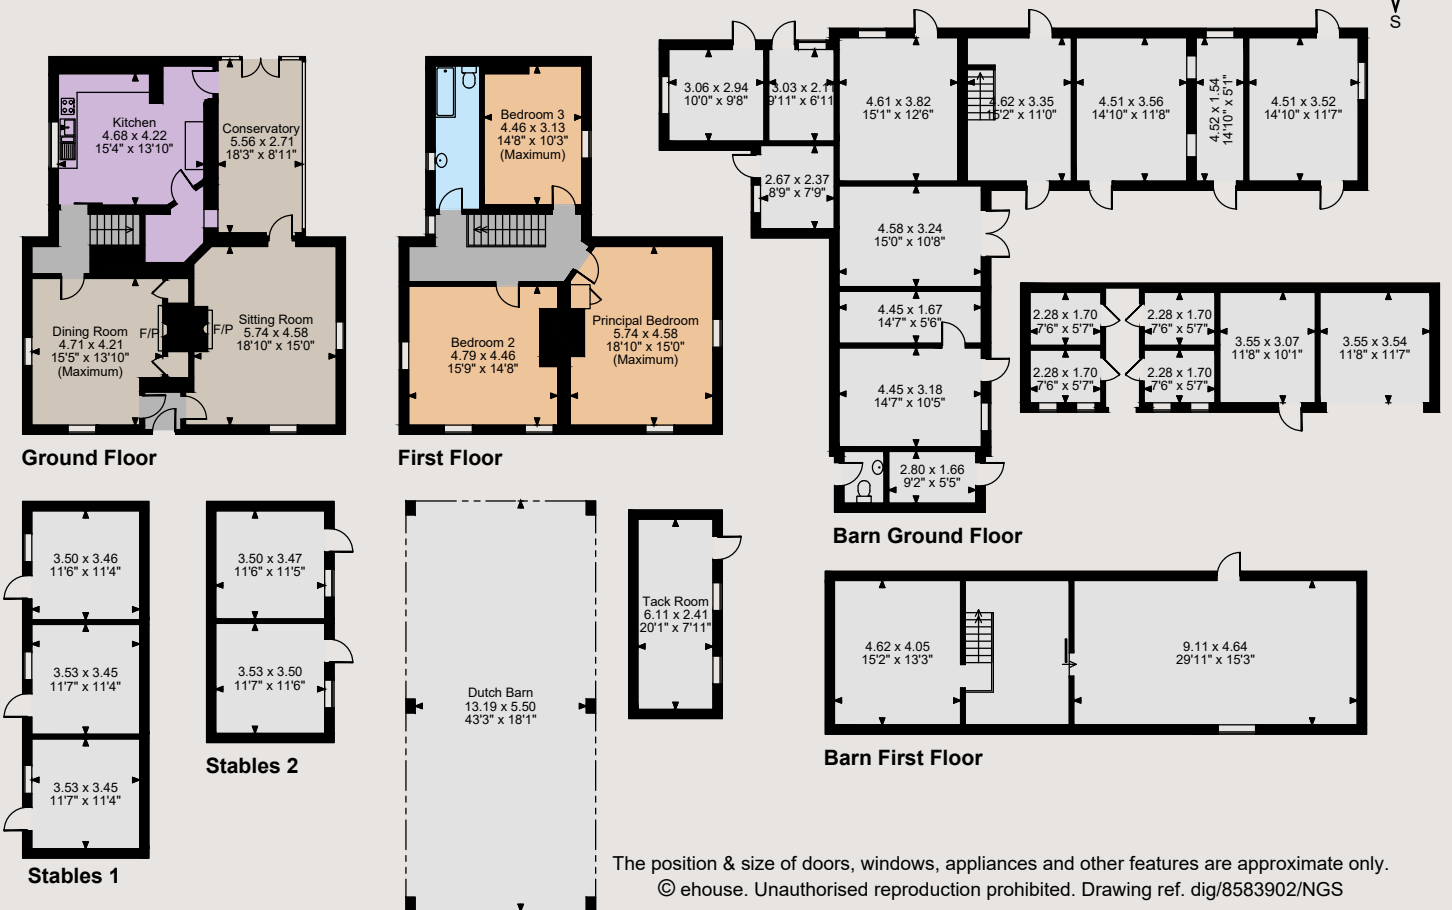 S
Kitchen
4.68 x 4.22
15'4" x 13'10"
Conservatory
5.56 x 2.71
18'3" x 8'11"
Dining Room
4.71 x 4.21
15'5" x 13'10"
(Maximum)
F/P
F/P
Sitting Room
5.74 x 4.58
18'10" x 15'0"
Ground Floor
Bedroom 3
4.46 x 3.13
14'8" x 10'3"
(Maximum)
Bedroom 2
4.79 x 4.46
15'9" x 14'8"
Principal Bedroom
5.74 x 4.58
18'10" x 15'0"
(Maximum)
First Floor
3.06 x 2.94
10'0" x 9'8"
3.03 x 2.11
9'11" x 6'11
4.61 x 3.82
15'1" x 12'6"
4.62 x 3.35
15'2" x 11'0"
4.51 x 3.56
14'10" x 11'8"
4.52 x 1.54
14'10" x 5'1"
4.51 x 3.52
14'10" x 11'7"
2.67 x 2.37
8'9" x 7'9"
4.58 x 3.24
15'0" x 10'8"
4.45 x 1.67
14'7" x 5'6"
4.45 x 3.18
14'7" x 10'5"
2.80 x 1.66
9'2" x 5'5"
Barn Ground Floor
2.28 x 1.70
7'6" x 5'7"
2.28 x 1.70
7'6" x 5'7"
2.28 x 1.70
7'6" x 5'7"
2.28 x 1.70
7'6" x 5'7"
3.55 x 3.07
11'8" x 10'1"
3.55 x 3.54
11'8" x 11'7"
3.50 x 3.46
11'6" x 11'4"
3.53 x 3.45
11'7" x 11'4"
3.53 x 3.45
11'7" x 11'4"
Stables 1
3.50 x 3.47
11'6" x 11'5"
3.53 x 3.50
11'7" x 11'6"
Stables 2
Dutch Barn
13.19 x 5.50
43'3" x 18'1"
Tack Room
6.11 x 2.41
20'1" x 7'11"
4.62 x 4.05
15'2" x 13'3"
9.11 x 4.64
29'11" x 15'3"
Barn First Floor
The position & size of doors, windows, appliances and other features are approximate only.
© ehouse. Unauthorised reproduction prohibited. Drawing ref. dig/8583902/NGS